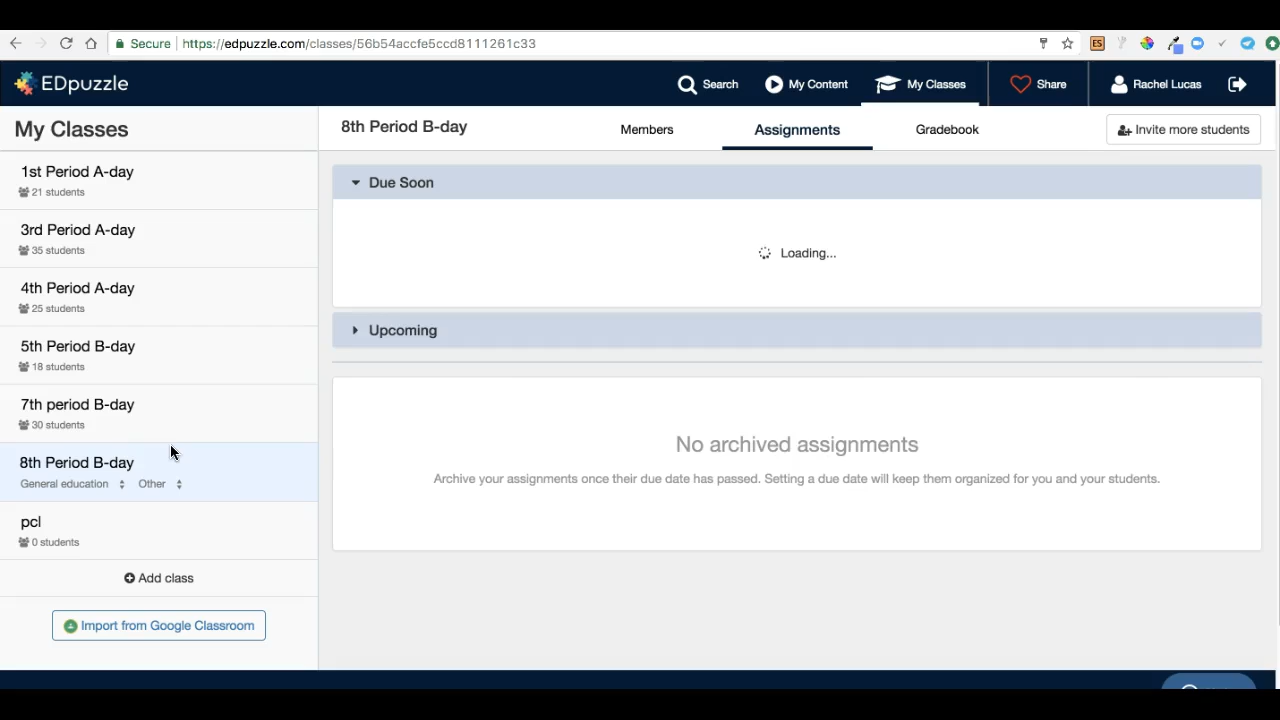 Secure https://edpuzzle.com/classes/56b54accfe5ccd8111261c33
ES
EDpuzzle
Search
My Content
My Classes
Share
Rachel Lucas
My Classes
8th Period B-day
Members
Assignments
Gradebook
Invite more students
1st Period A-day
21 students
3rd Period A-day
35 students
4th Period A-day
25 students
5th Period B-day
18 students
7th period B-day
30 students
8th Period B-day
General education Other
pcl
0 students
Add class
Import from Google Classroom
Due Soon
Loading...
Upcoming
No archived assignments
Archive your assignments once their due date has passed. Setting a due date will keep them organized for you and your students.